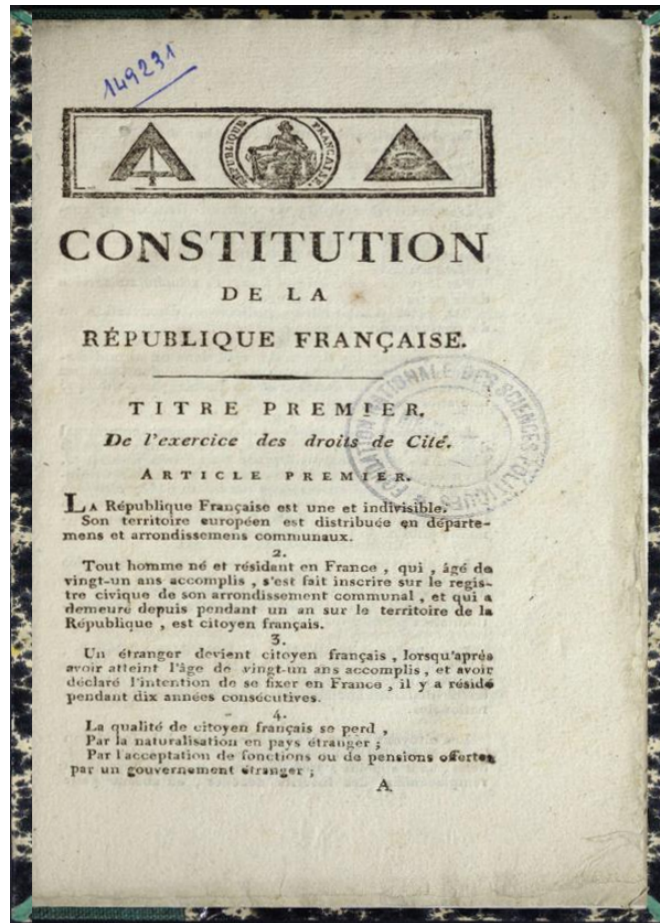 149231
RÉPUBLIQUE FRANÇAISE.
CONSTITUTION
DE LA
RÉPUBLIQUE FRANÇAISE.
TITRE PREMIER.
De l'exercice des droits de Cité.
ARTICLE PREMIER.
LA République Française est une et indivisible.
Son territoire européen est distribuée en départe-
mens et arrondissemens communaux.
2.
Tout homme né et résidant en France , qui , âgé de
vingt-un ans accomplis , s'est fait inscrire sur le regis-
tre civique de son arrondissement communal , et qui a
demeuré depuis pendant un an sur le territoire de la
République , est citoyen français.
3.
Un étranger devient citoyen français , lorsqu'aprés
avoir atteint l'âge de vingt-un ans accomplis , et avoir
déclaré l'intention de se fixer en France , il y a résidé
pendant dix années consécutives.
4.
La qualité de citoyen français se perd ,
Par la naturalisation en pays étranger ;
Par l'acceptation de fonctions ou de pensions offertes
par un gouvernement étranger ;
A
FONDATION NATIONALE DES SCIENCES POLITIQUES